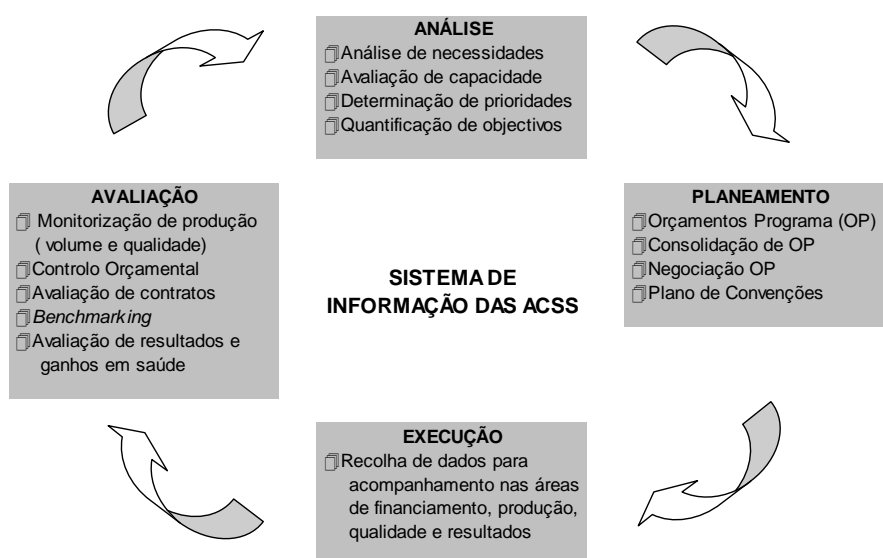 ANÁLISE
Análise de necessidades
Avaliação de capacidade
Determinação de prioridades
Quantificação de objectivos
AVALIAÇÃO
Monitorização de produção
( volume e qualidade)
Controlo Orçamental
Avaliação de contratos
Benchmarking
Avaliação de resultados e
ganhos em saúde
SISTEMA DE
INFORMAÇÃO DAS ACSS
PLANEAMENTO
Orçamentos Programa (OP)
Consolidação de OP
Negociação OP
Plano de Convenções
EXECUÇÃO
Recolha de dados para
acompanhamento nas áreas
de financiamento, produção,
qualidade e resultados